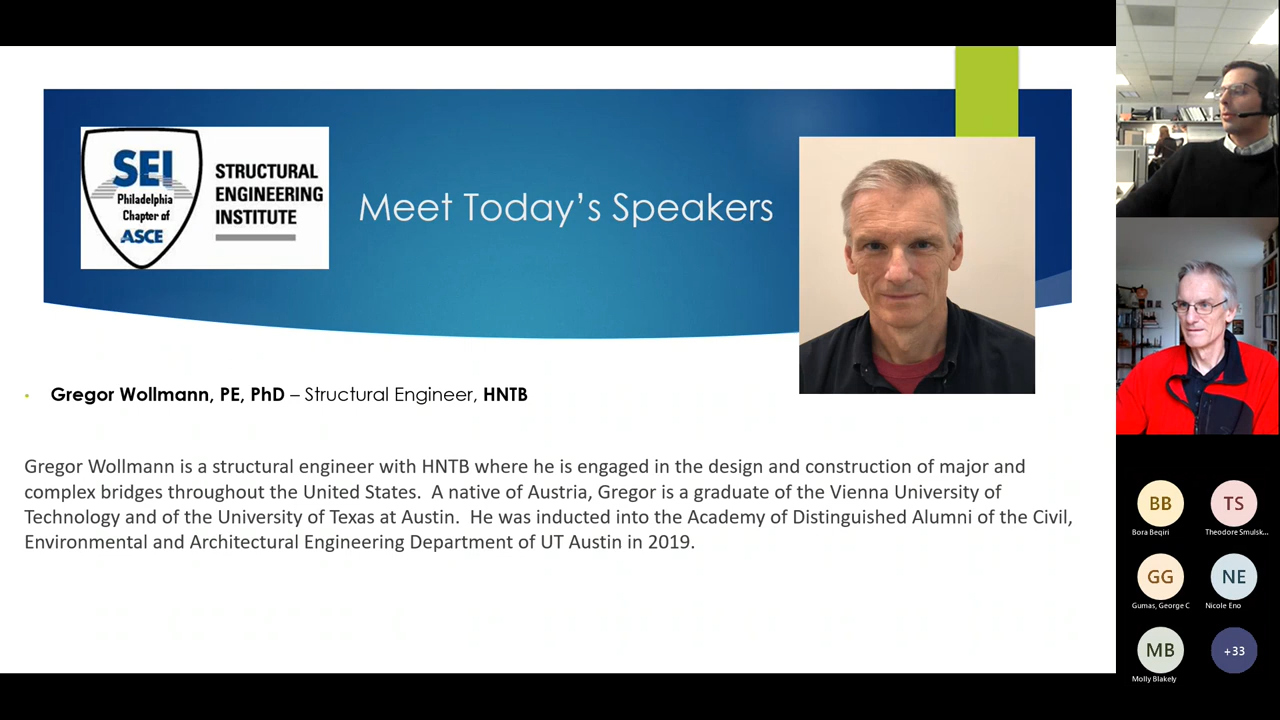 SEI
Philadelphia
Chapter of
ASCE
STRUCTURAL
ENGINEERING
INSTITUTE
Meet Today's Speakers
• Gregor Wollmann, PE, PhD – Structural Engineer, HNTB
Gregor Wollmann is a structural engineer with HNTB where he is engaged in the design and construction of major and
complex bridges throughout the United States.  A native of Austria, Gregor is a graduate of the Vienna University of
Technology and of the University of Texas at Austin.  He was inducted into the Academy of Distinguished Alumni of the Civil,
Environmental and Architectural Engineering Department of UT Austin in 2019.
BB
TS
Bora Beqiri
Theodore Smulsk...
GG
NE
Gumas, George C
Nicole Eno
MB
+33
Molly Blakely